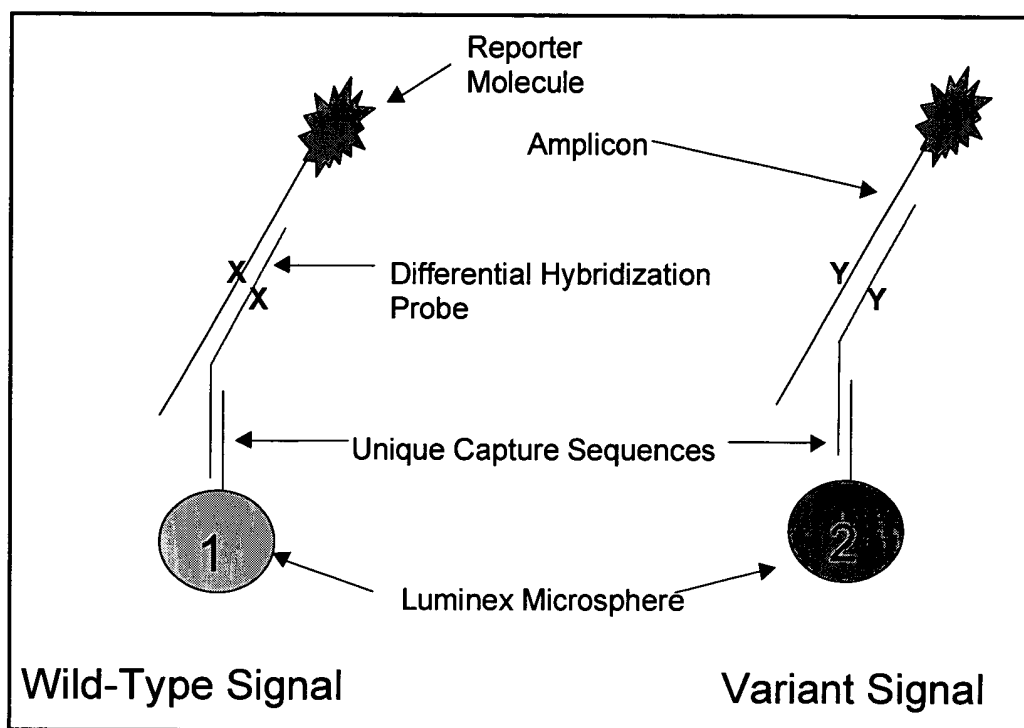 Reporter
Molecule
Amplicon
X
X
Differential Hybridization
Probe
Y
Y
Unique Capture Sequences
1
2
Luminex Microsphere
Wild-Type Signal
Variant Signal